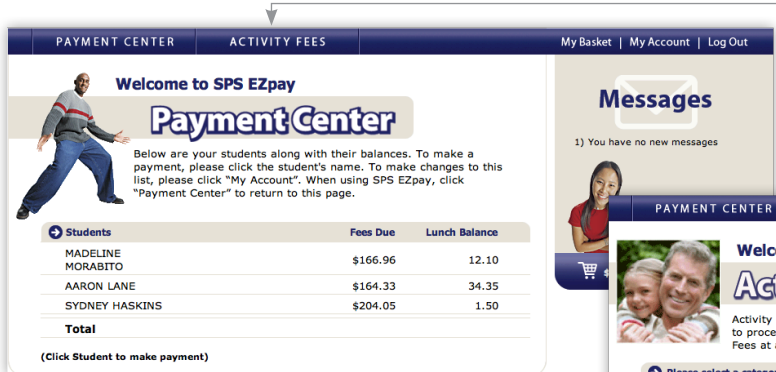 PAYMENT CENTER ACTIVITY FEES My Basket | My Account | Log Out
Welcome to SPS EZpay
Payment Center
Below are your students along with their balances. To make a
payment, please click the student's name. To make changes to this
list, please click “My Account”. When using SPS EZpay, click
“Payment Center” to return to this page.
Students Fees Due Lunch Balance
MADELINE
MORABITO $166.96 12.10
AARON LANE $164.33 34.35
SYDNEY HASKINS $204.05 1.50
Total
(Click Student to make payment)
Messages
1) You have no new messages
$
PAYMENT CENTER
Activity
Fees at